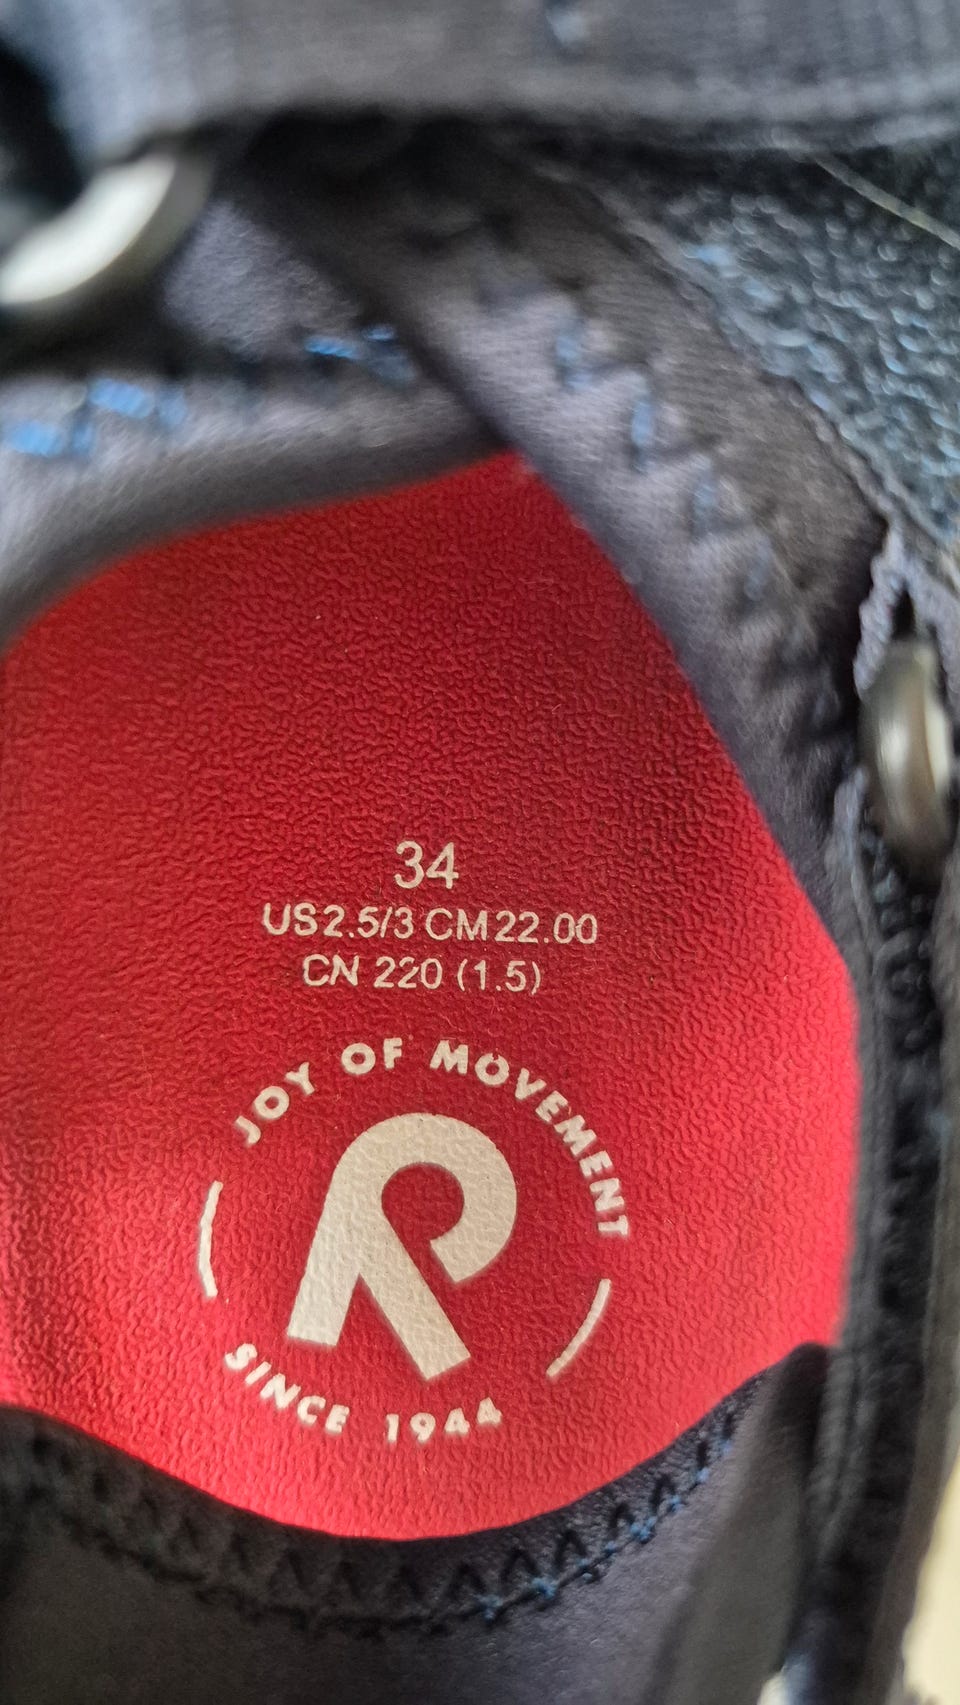 34
US2.5/3 CM22.00
CN 220 (1.5)
JOY OF MOVEMENT
SINCE 1944